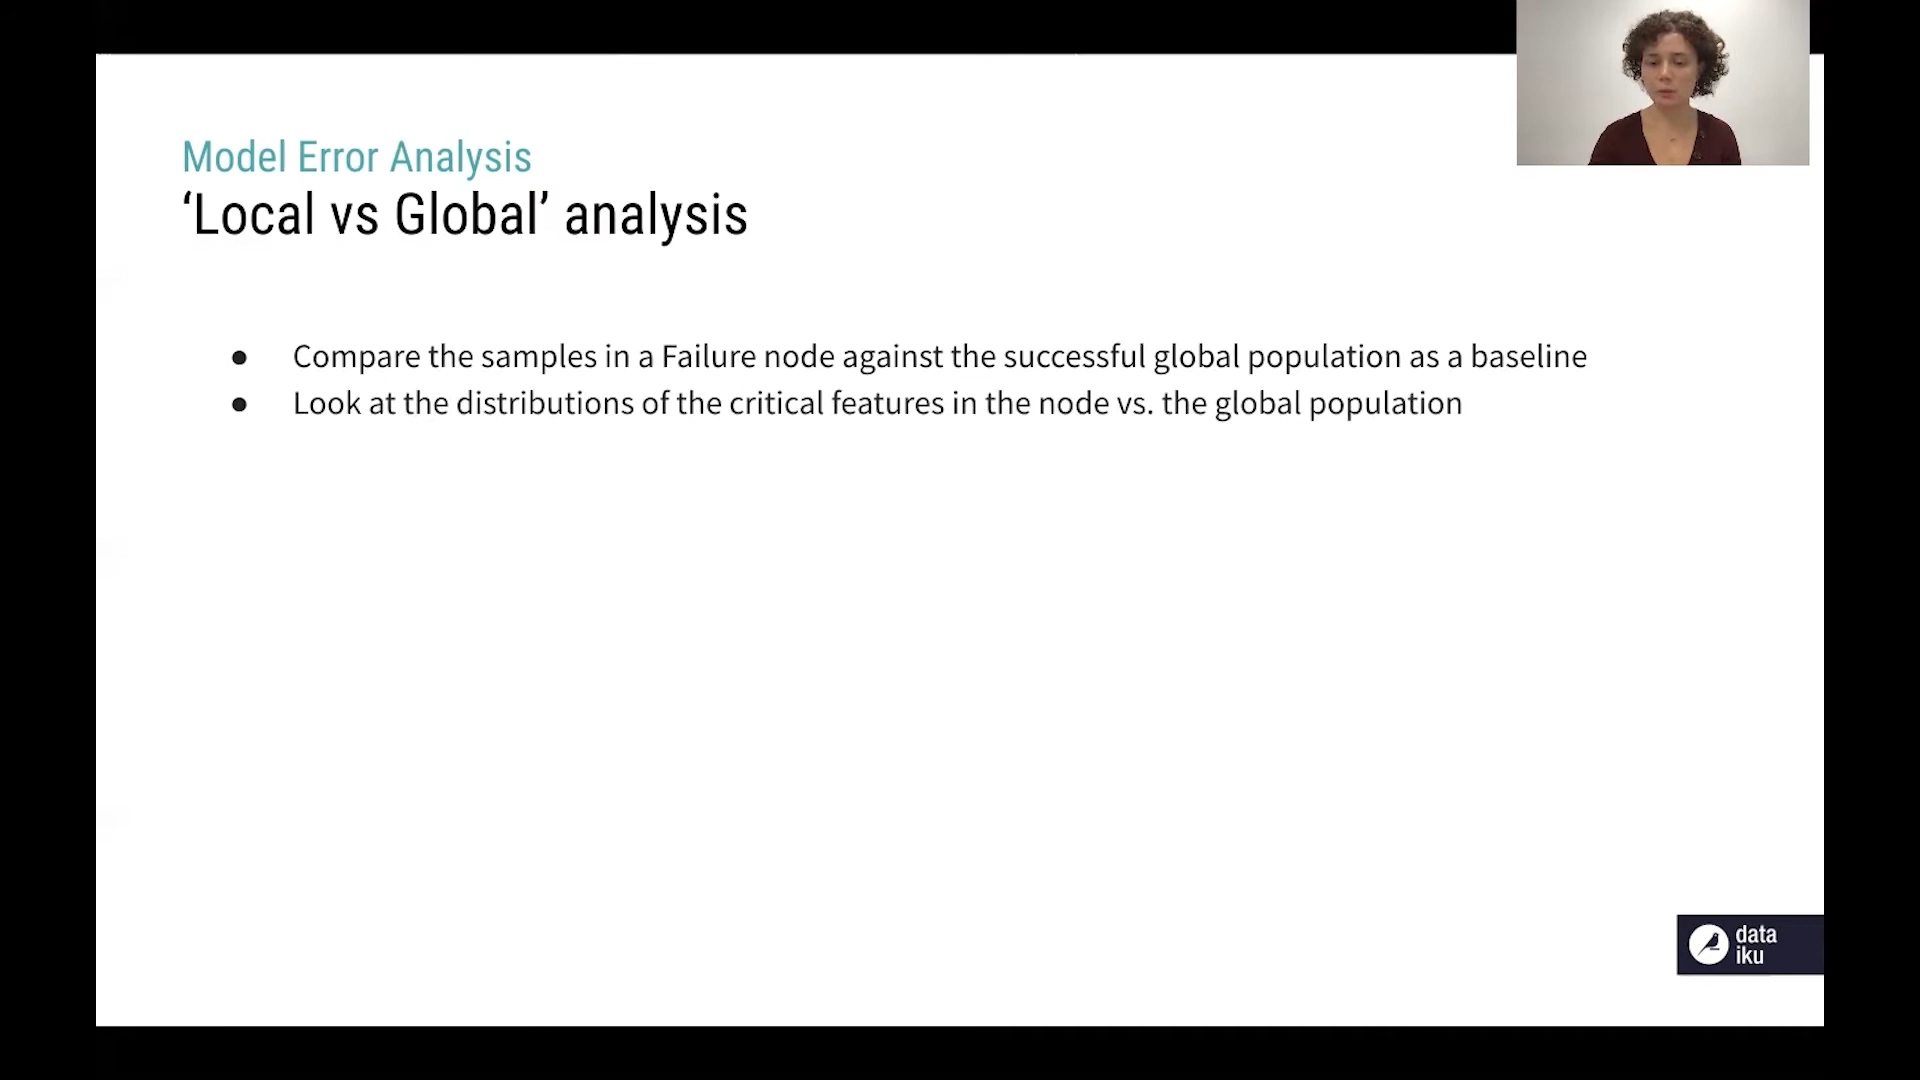 Model Error Analysis
‘Local vs Global’ analysis
● Compare the samples in a Failure node against the successful global population as a baseline
● Look at the distributions of the critical features in the node vs. the global population
data
iku